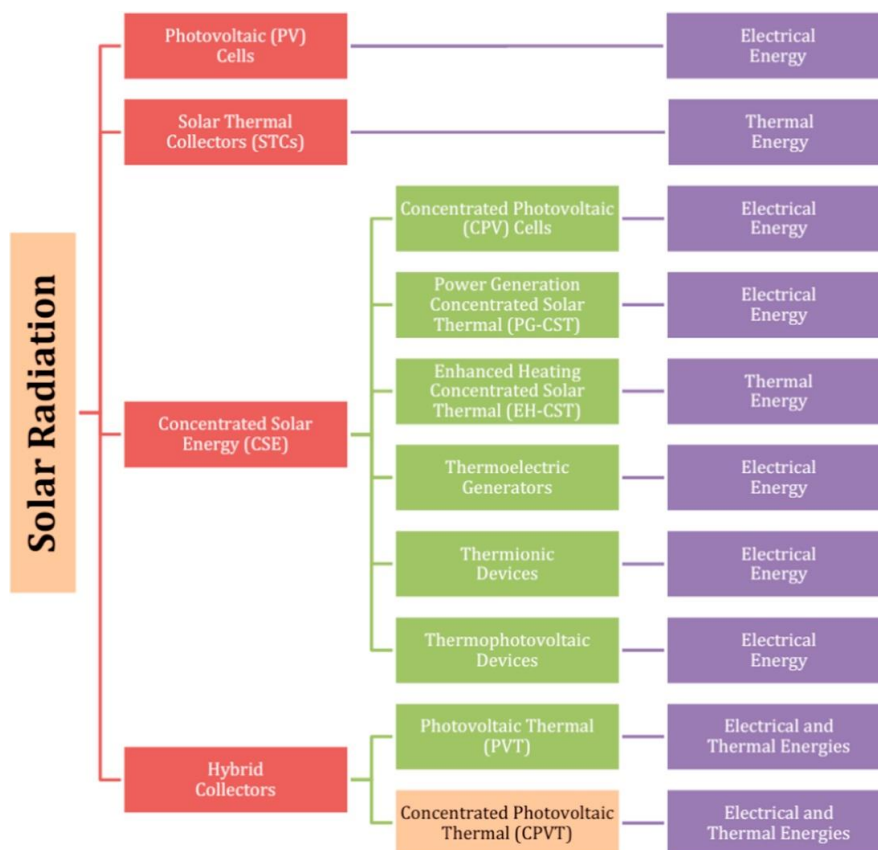 Solar Radiation
Photovoltaic (PV)
Cells
Electrical
Energy
Solar Thermal
Collectors (STCs)
Thermal
Energy
Concentrated Solar
Energy (CSE)
Concentrated Photovoltaic
(CPV) Cells
Electrical
Energy
Power Generation
Concentrated Solar
Thermal (PG-CST)
Electrical
Energy
Enhanced Heating
Concentrated Solar
Thermal (EH-CST)
Thermal
Energy
Thermoelectric
Generators
Electrical
Energy
Thermionic
Devices
Electrical
Energy
Thermophotovoltaic
Devices
Electrical
Energy
Hybrid
Collectors
Photovoltaic Thermal
(PVT)
Electrical and
Thermal Energies
Concentrated Photovoltaic
Thermal (CPVT)
Electrical and
Thermal Energies